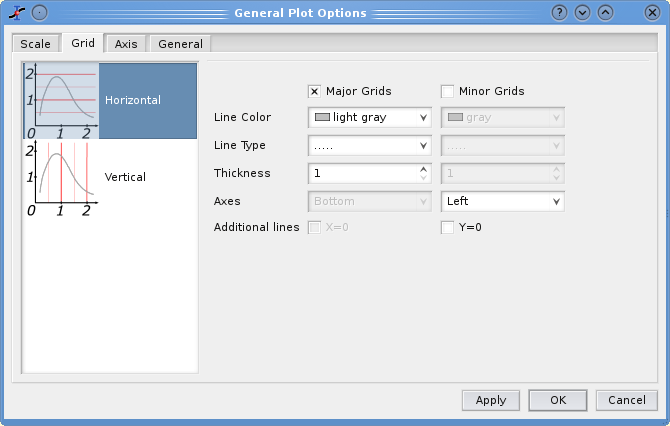 General Plot Options
?
Scale Grid Axis General
2
1
0 1 2
Horizontal
2
1
0 1 2
Vertical
Major Grids Minor Grids
Line Color light gray gray
Line Type ..... .....
Thickness 1 1
Axes Bottom Left
Additional lines X=0 Y=0
Apply OK Cancel